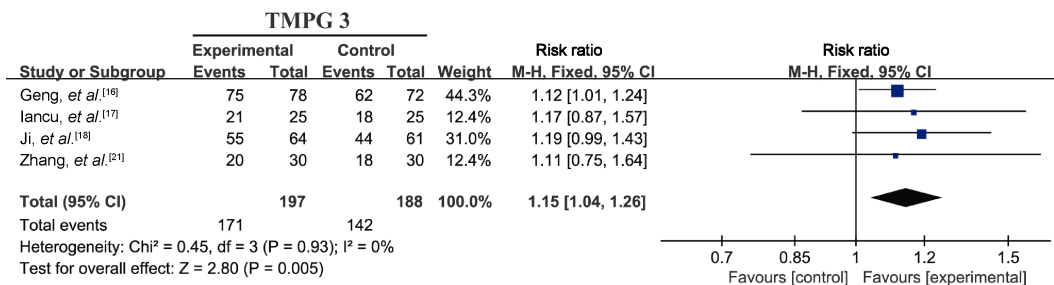 TMPG 3
Experimental Control Risk ratio Risk ratio
Study or Subgroup Events Total Events Total Weight M-H, Fixed, 95% CI M-H, Fixed, 95% CI
Geng, et al.[16] 75 78 62 72 44.3% 1.12 [1.01, 1.24]
Iancu, et al.[17] 21 25 18 25 12.4% 1.17 [0.87, 1.57]
Ji, et al.[18] 55 64 44 61 31.0% 1.19 [0.99, 1.43]
Zhang, et al.[21] 20 30 18 30 12.4% 1.11 [0.75, 1.64]
Total (95% CI) 197 188 100.0% 1.15 [1.04, 1.26]
Total events 171 142
Heterogeneity: Chi² = 0.45, df = 3 (P = 0.93); I² = 0%
Test for overall effect: Z = 2.80 (P = 0.005)
0.7 0.85 1 1.2 1.5
Favours [control] Favours [experimental]